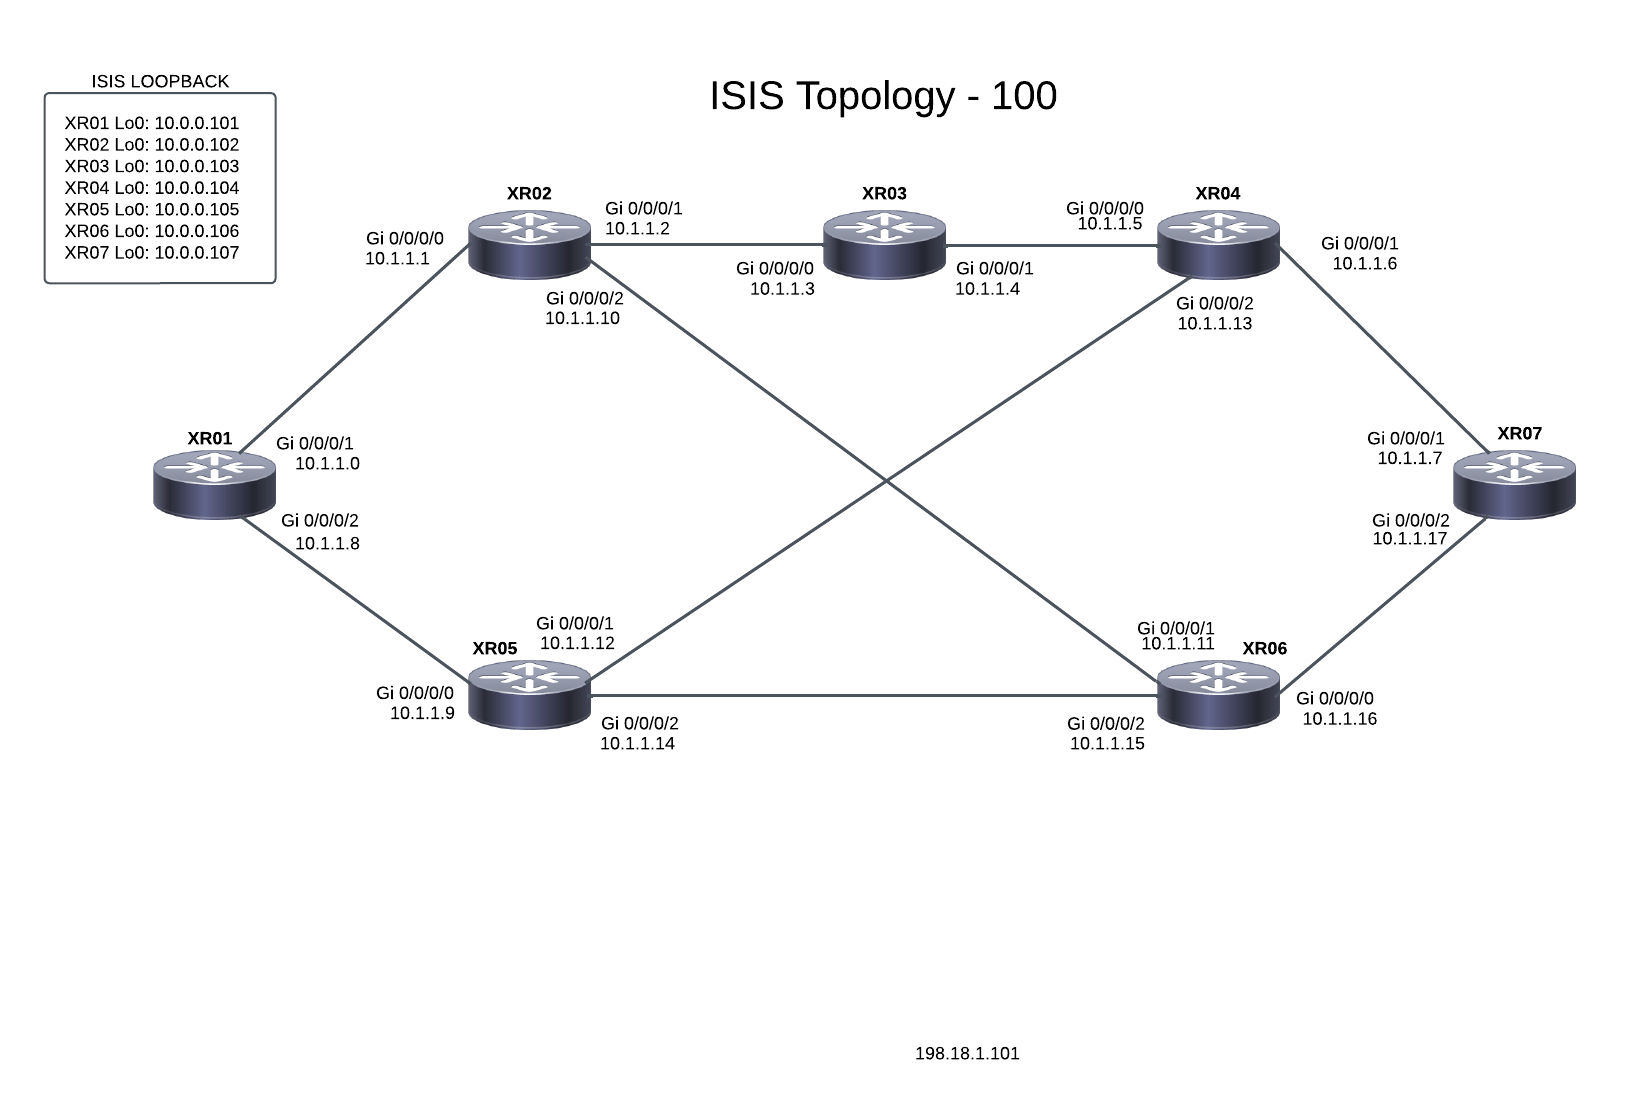 ISIS LOOPBACK
XR01 Lo0: 10.0.0.101
XR02 Lo0: 10.0.0.102
XR03 Lo0: 10.0.0.103
XR04 Lo0: 10.0.0.104
XR05 Lo0: 10.0.0.105
XR06 Lo0: 10.0.0.106
XR07 Lo0: 10.0.0.107
ISIS Topology - 100
XR02
Gi 0/0/0/0
10.1.1.1
Gi 0/0/0/1
10.1.1.2
Gi 0/0/0/2
10.1.1.10
XR03
Gi 0/0/0/0
10.1.1.3
Gi 0/0/0/1
10.1.1.4
XR04
Gi 0/0/0/0
10.1.1.5
Gi 0/0/0/1
10.1.1.6
Gi 0/0/0/2
10.1.1.13
XR01
Gi 0/0/0/1
10.1.1.0
Gi 0/0/0/2
10.1.1.8
XR07
Gi 0/0/0/1
10.1.1.7
Gi 0/0/0/2
10.1.1.17
XR05
Gi 0/0/0/1
10.1.1.12
Gi 0/0/0/0
10.1.1.9
Gi 0/0/0/2
10.1.1.14
XR06
Gi 0/0/0/1
10.1.1.11
Gi 0/0/0/2
10.1.1.15
Gi 0/0/0/0
10.1.1.16
198.18.1.101